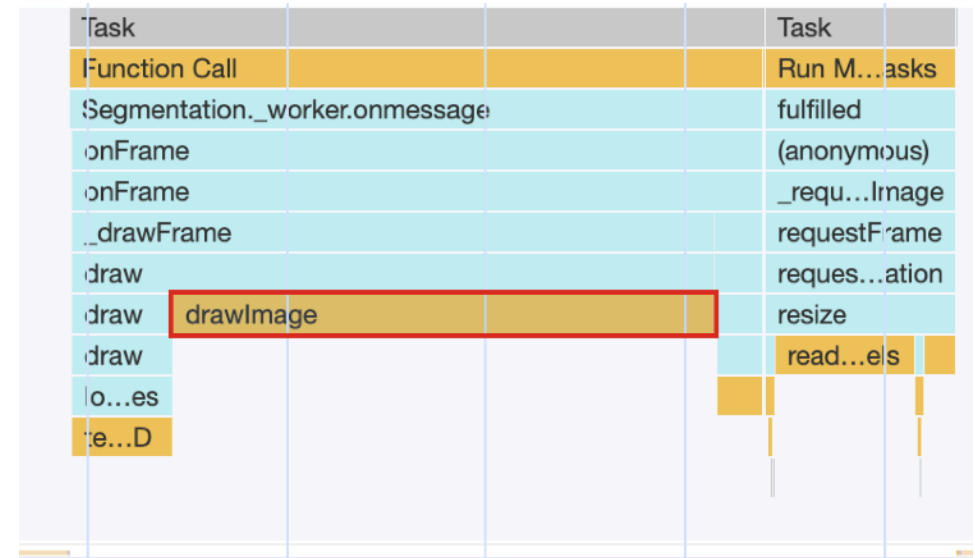 Task Task
Function Call Run M…asks
Segmentation._worker.onmessage fulfilled
onFrame (anonymous)
onFrame _requ…Image
_drawFrame requestFrame
draw reques…ation
draw drawImage resize
draw read…els
lo…es
te…D